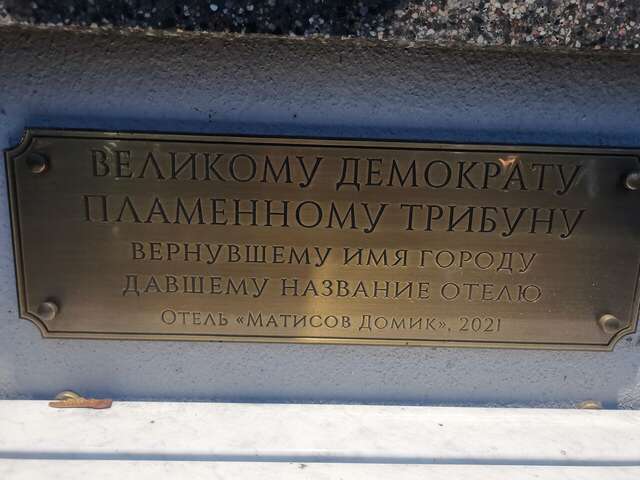 ВЕЛИКОМУ ДЕМОКРАТУ
ПЛАМЕННОМУ ТРИБУНУ
ВЕРНУВШЕМУ ИМЯ ГОРОДУ
ДАВШЕМУ НАЗВАНИЕ ОТЕЛЮ
ОТЕЛЬ «МАТИСОВ ДОМИК», 2021